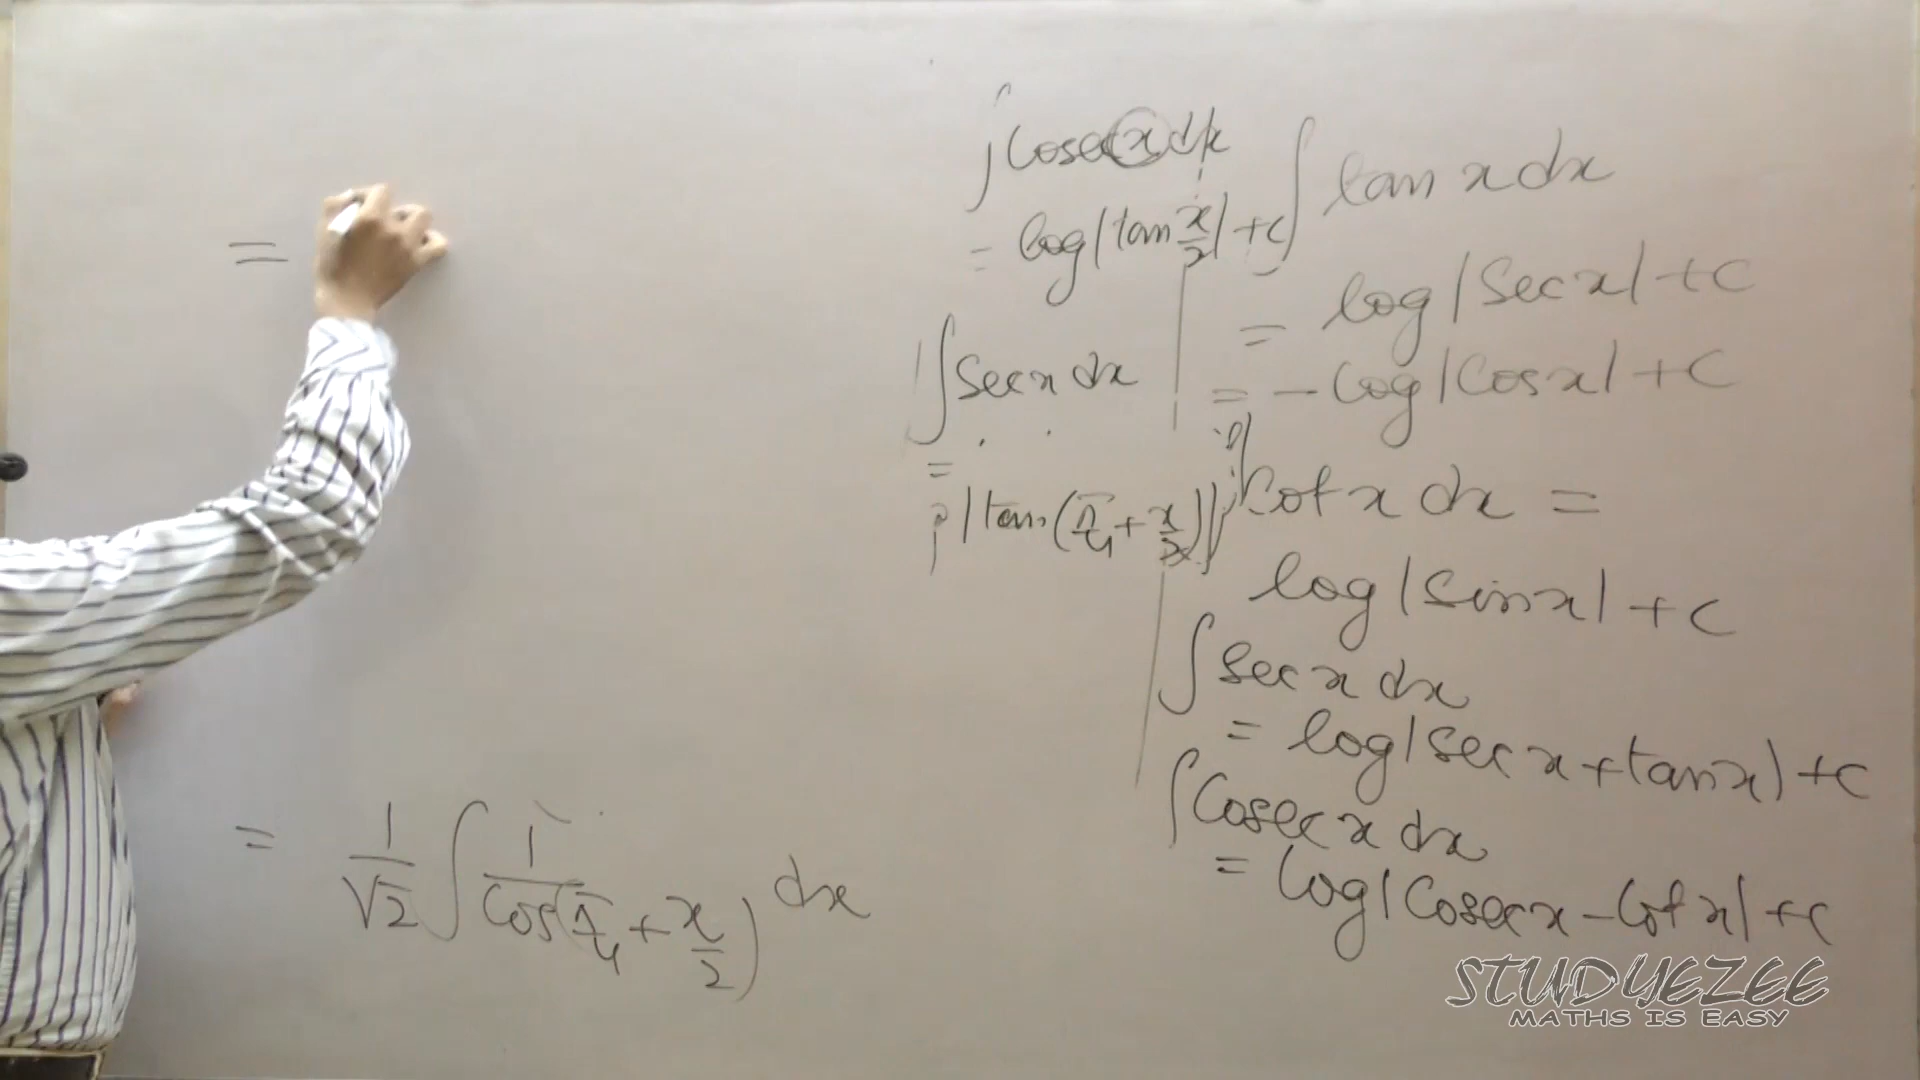 =
= 1/√2 ∫ 1/Cos(π/4 + x/2) dx
∫Cosec x dx
= log|tan x/2| + c
∫ Sec x dx
=
|tan(π/4 + x/2)|
∫ tan x dx
= log|Sec x| + c
= - log|Cos x| + c
∫ Cot x dx =
log|Sin x| + c
∫ Sec x dx
= log|Sec x + tan x| + c
∫ Cosec x dx
= log|Cosec x - Cot x| + c
STUDYEZEE
MATHS IS EASY